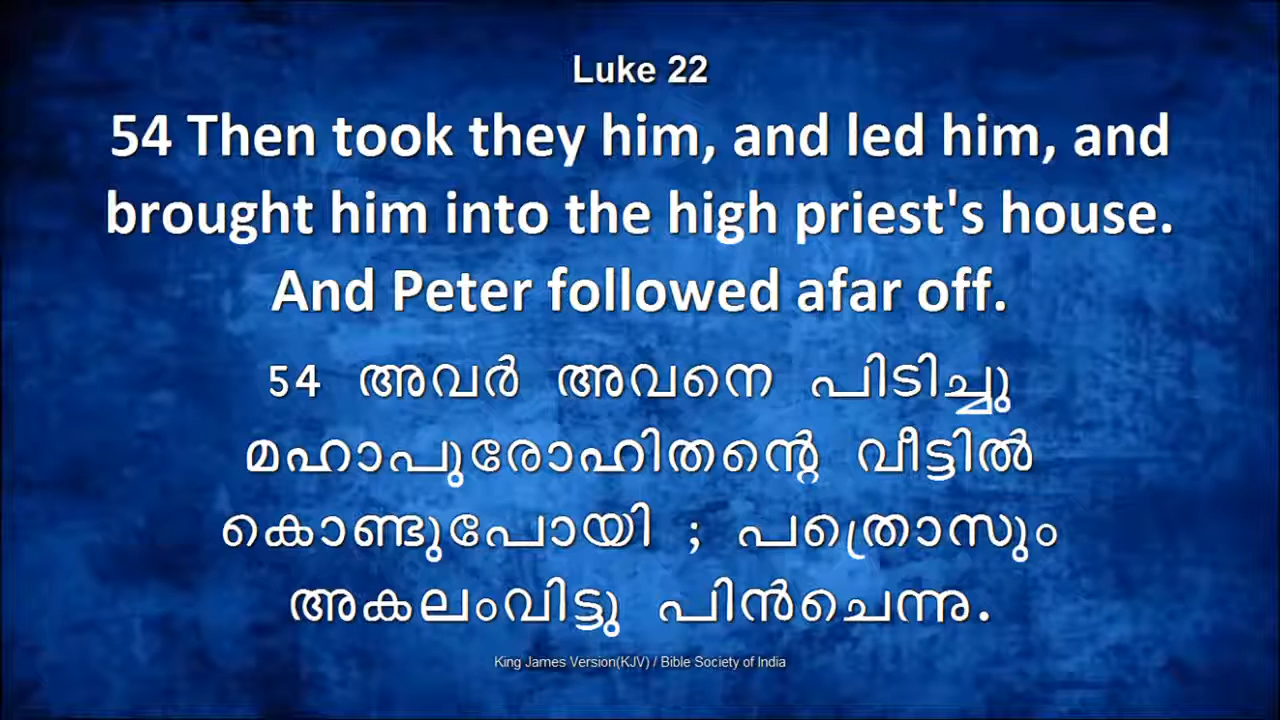 Luke 22
54 Then took they him, and led him, and
brought him into the high priest's house.
And Peter followed afar off.
54 അവർ അവനെ പിടിച്ചു
മഹാപുരോഹിതന്റെ വീട്ടിൽ
കൊണ്ടുപോയി ; പത്രൊസും
അകലംവിട്ടു പിൻചെന്നു.
King James Version(KJV) / Bible Society of India